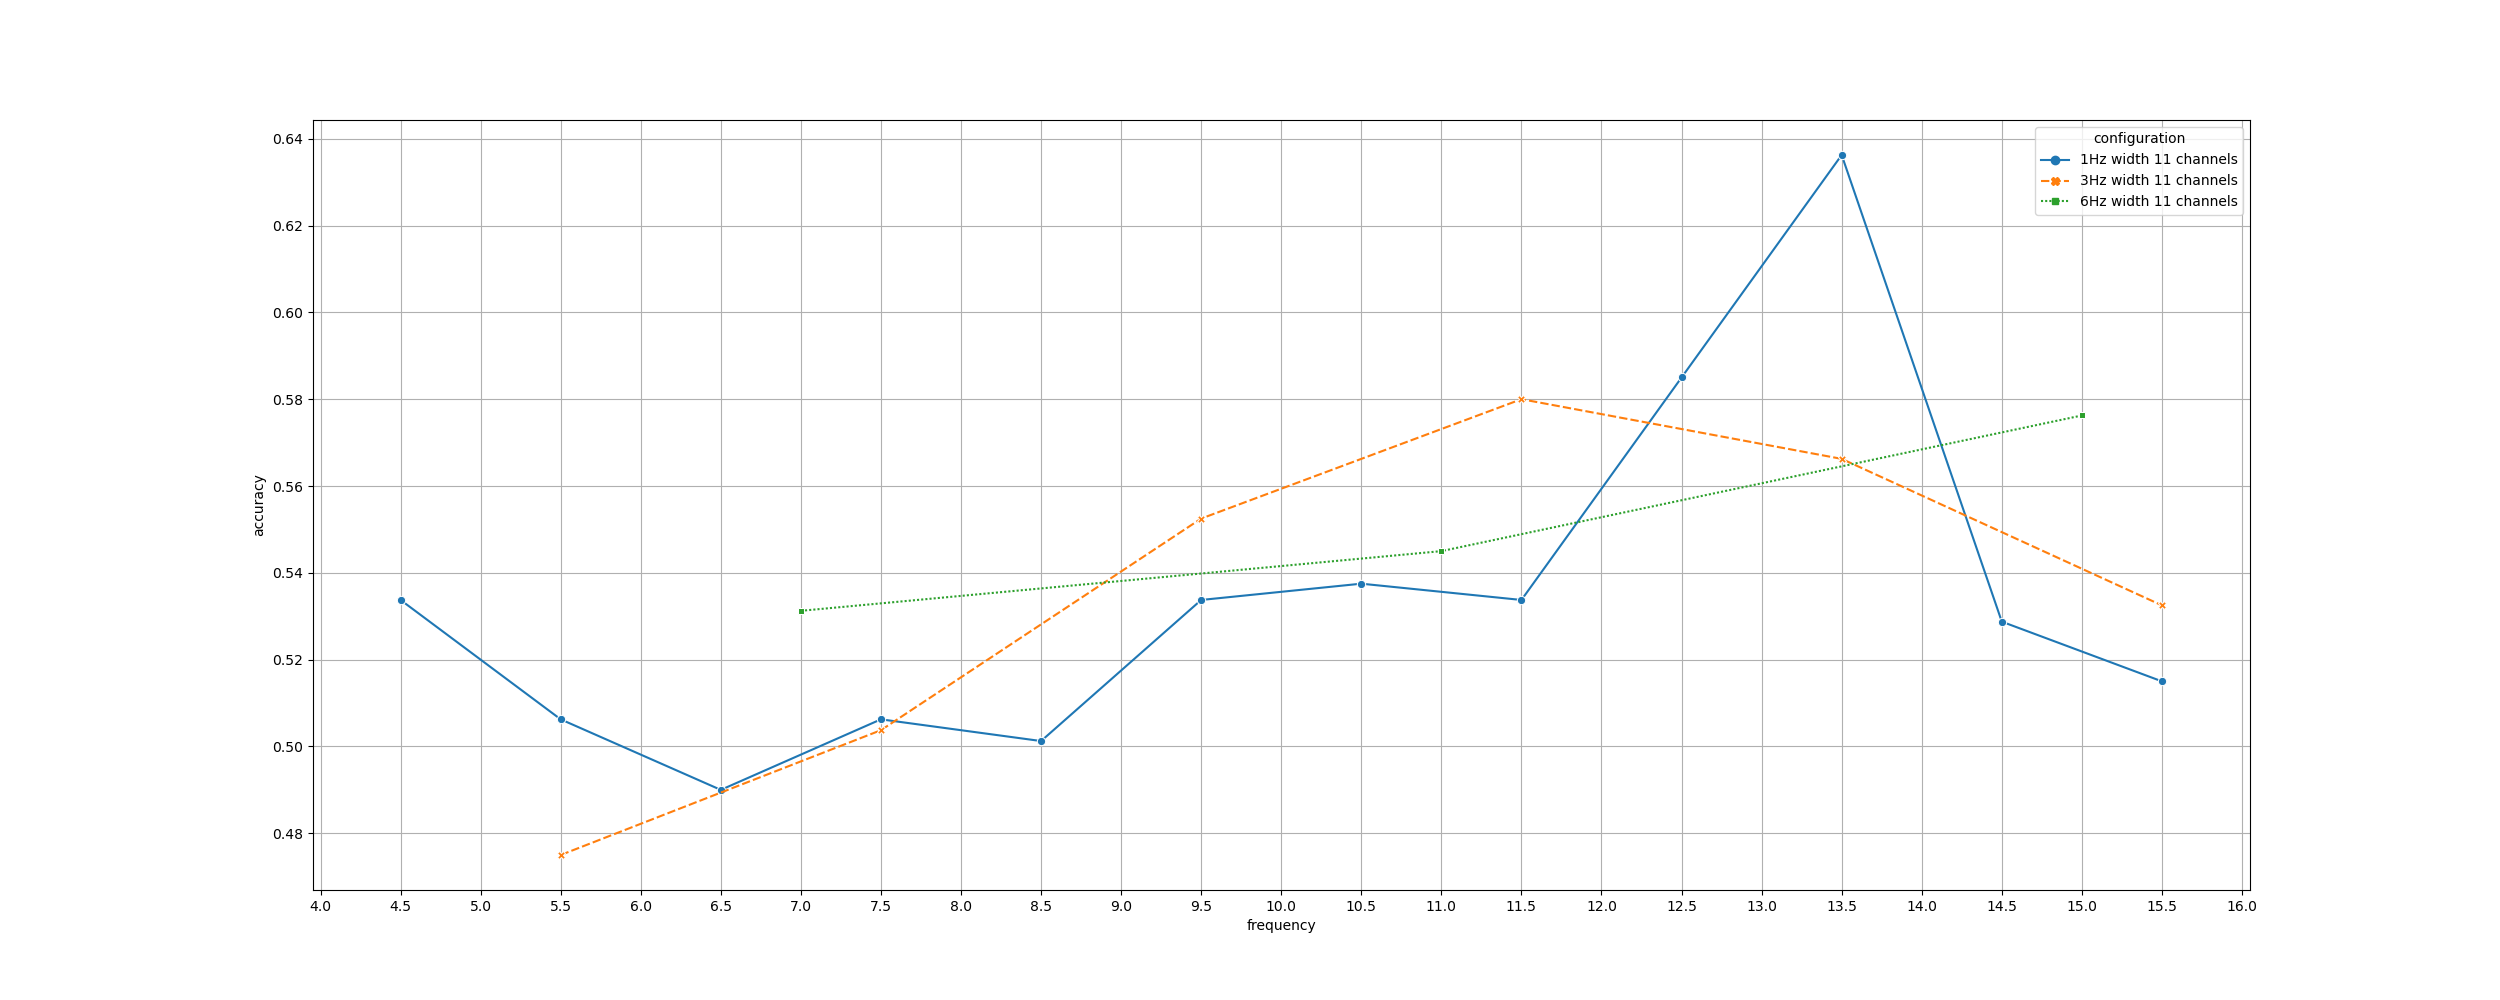 configuration
1Hz width 11 channels
3Hz width 11 channels
6Hz width 11 channels
0.64
0.62
0.60
0.58
0.56
0.54
0.52
0.50
0.48
accuracy
4.0 4.5 5.0 5.5 6.0 6.5 7.0 7.5 8.0 8.5 9.0 9.5 10.0 10.5 11.0 11.5 12.0 12.5 13.0 13.5 14.0 14.5 15.0 15.5 16.0
frequency